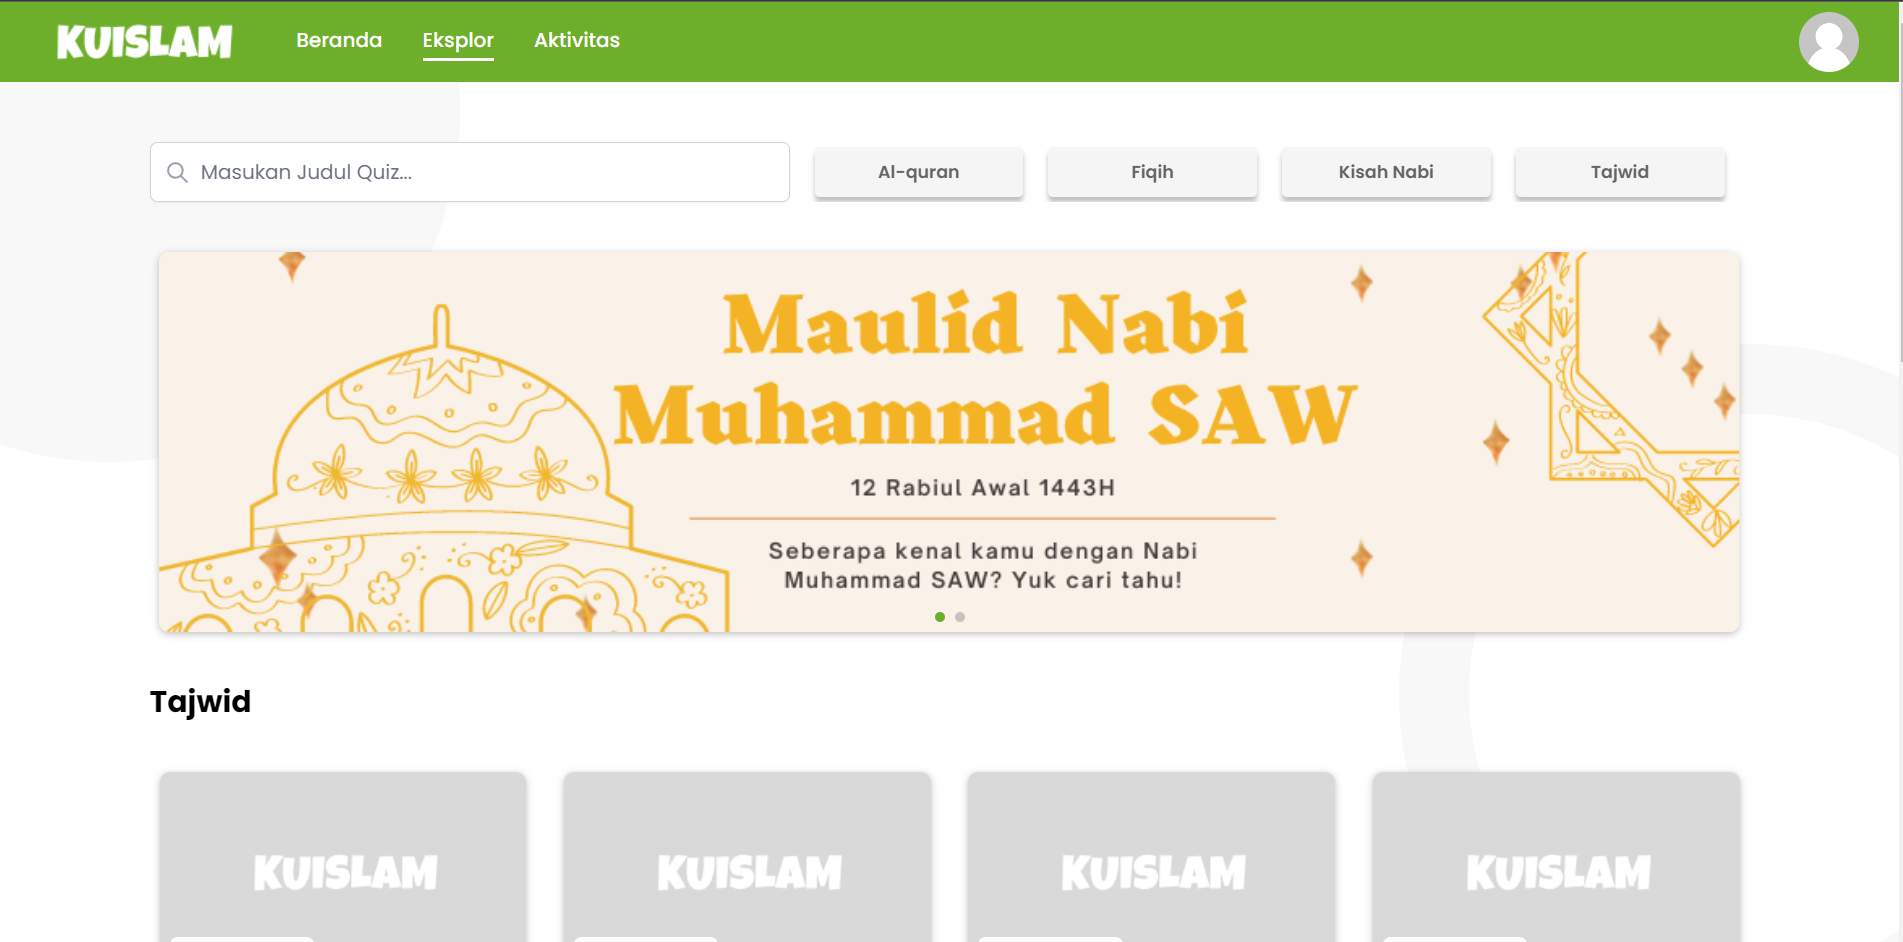 KUISLAM
Beranda
Eksplor
Aktivitas
Masukan Judul Quiz...
Al-quran
Fiqih
Kisah Nabi
Tajwid
Maulid Nabi
Muhammad SAW
12 Rabiul Awal 1443H
Seberapa kenal kamu dengan Nabi
Muhammad SAW? Yuk cari tahu!
Tajwid
KUISLAM
KUISLAM
KUISLAM
KUISLAM